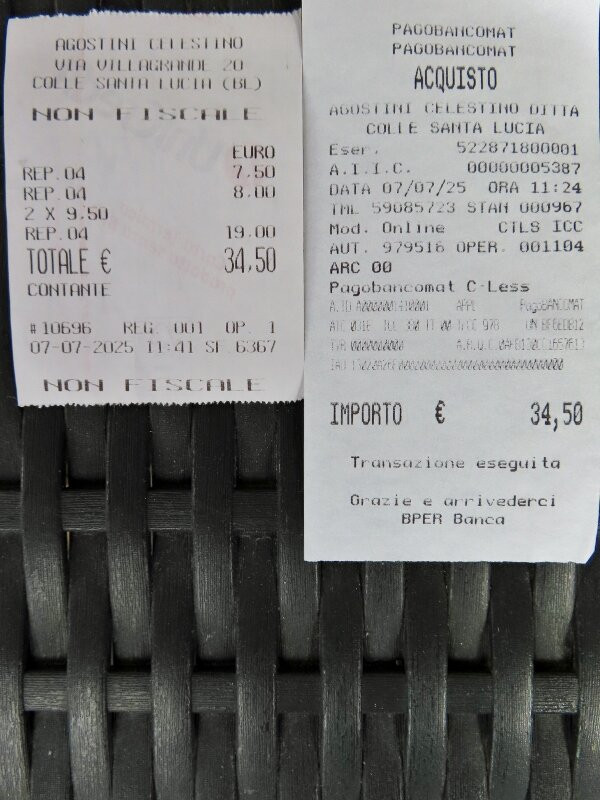 AGOSTINI CELESTINO
VIA VILLAGRANDE 20
COLLE SANTA LUCIA (BL)
NON FISCALE
EURO
REP.04 7.50
REP.04 8.00
2 X 9.50
REP.04 19.00
TOTALE € 34,50
CONTANTE
#10696 REG 001 OP. 1
07-07-2025 11:41 SF 6367
NON FISCALE
PAGOBANCOMAT
PAGOBANCOMAT
ACQUISTO
AGOSTINI CELESTINO DITTA
COLLE SANTA LUCIA
Eser. 522871800001
A.I.I.C. 00000005387
DATA 07/07/25 ORA 11:24
TML 59085723 STAN 000967
Mod. Online CTLS ICC
AUT. 979516 OPER. 001104
ARC 00
Pagobancomat C-Less
APPL PagoBANCOMAT
IMPORTO € 34,50
Transazione eseguita
Grazie e arrivederci
BPER Banca